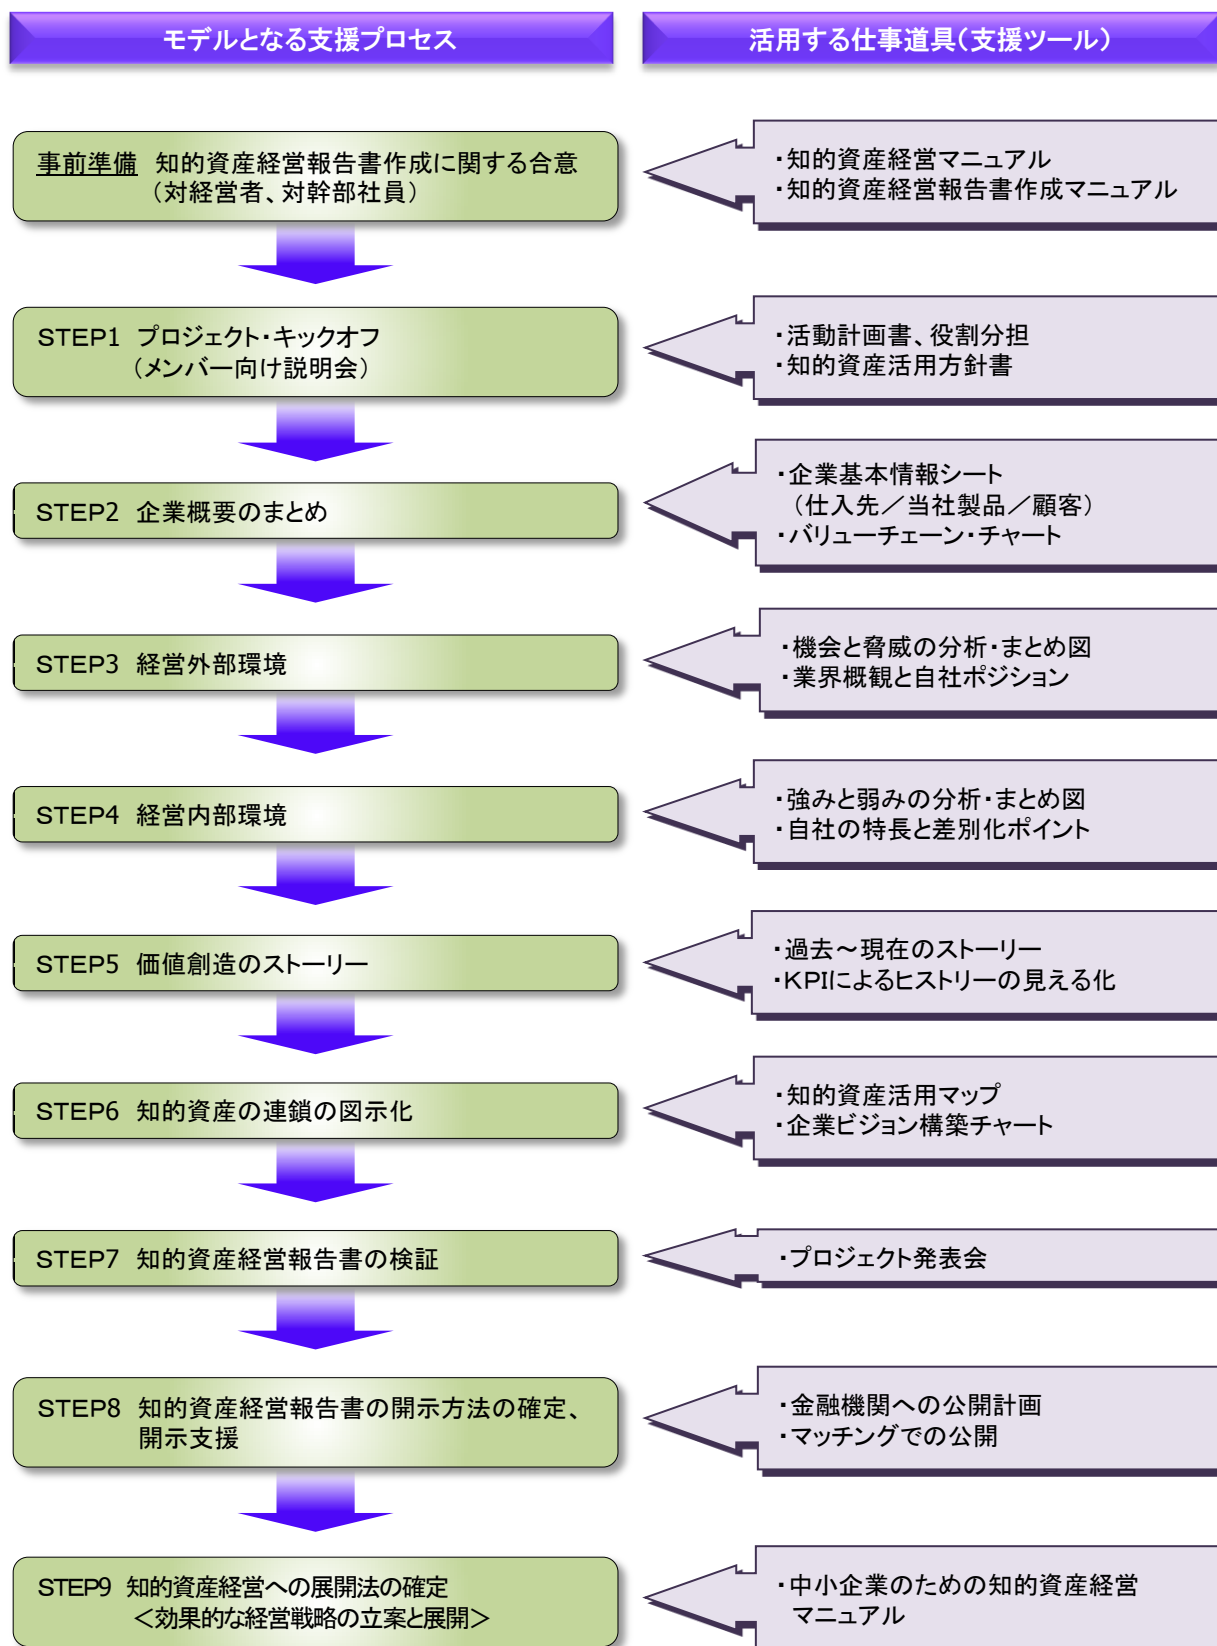 モデルとなる支援プロセス
活用する仕事道具(支援ツール)
事前準備 知的資産経営報告書作成に関する合意
(対経営者、対幹部社員)
・知的資産経営マニュアル
・知的資産経営報告書作成マニュアル
STEP1 プロジェクト・キックオフ
(メンバー向け説明会)
・活動計画書、役割分担
・知的資産活用方針書
STEP2 企業概要のまとめ
・企業基本情報シート
(仕入先／当社製品／顧客)
・バリューチェーン・チャート
STEP3 経営外部環境
・機会と脅威の分析・まとめ図
・業界概観と自社ポジション
STEP4 経営内部環境
・強みと弱みの分析・まとめ図
・自社の特長と差別化ポイント
STEP5 価値創造のストーリー
・過去～現在のストーリー
・KPIによるヒストリーの見える化
STEP6 知的資産の連鎖の図示化
・知的資産活用マップ
・企業ビジョン構築チャート
STEP7 知的資産経営報告書の検証
・プロジェクト発表会
STEP8 知的資産経営報告書の開示方法の確定、
開示支援
・金融機関への公開計画
・マッチングでの公開
STEP9 知的資産経営への展開法の確定
＜効果的な経営戦略の立案と展開＞
・中小企業のための知的資産経営
マニュアル